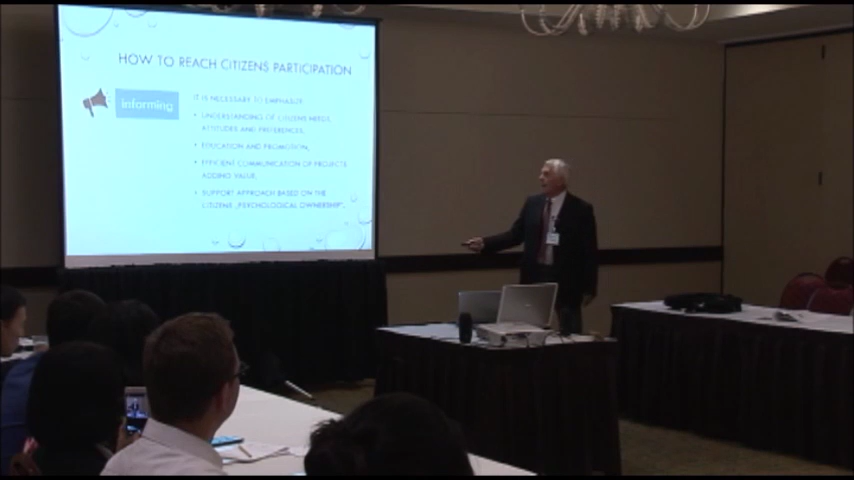 HOW TO REACH CITIZENS PARTICIPATION
informing
IT IS NECESSARY TO EMPHASIZE:
• UNDERSTANDING OF CITIZENS NEEDS,
ATTITUDES AND PREFERENCES.
• EDUCATION AND PROMOTION,
• EFFICIENT COMMUNICATION OF PROJECTS
ADDING VALUE.
• SUPPORT APPROACH BASED ON THE
CITIZENS „PSYCHOLOGICAL OWNERSHIP".